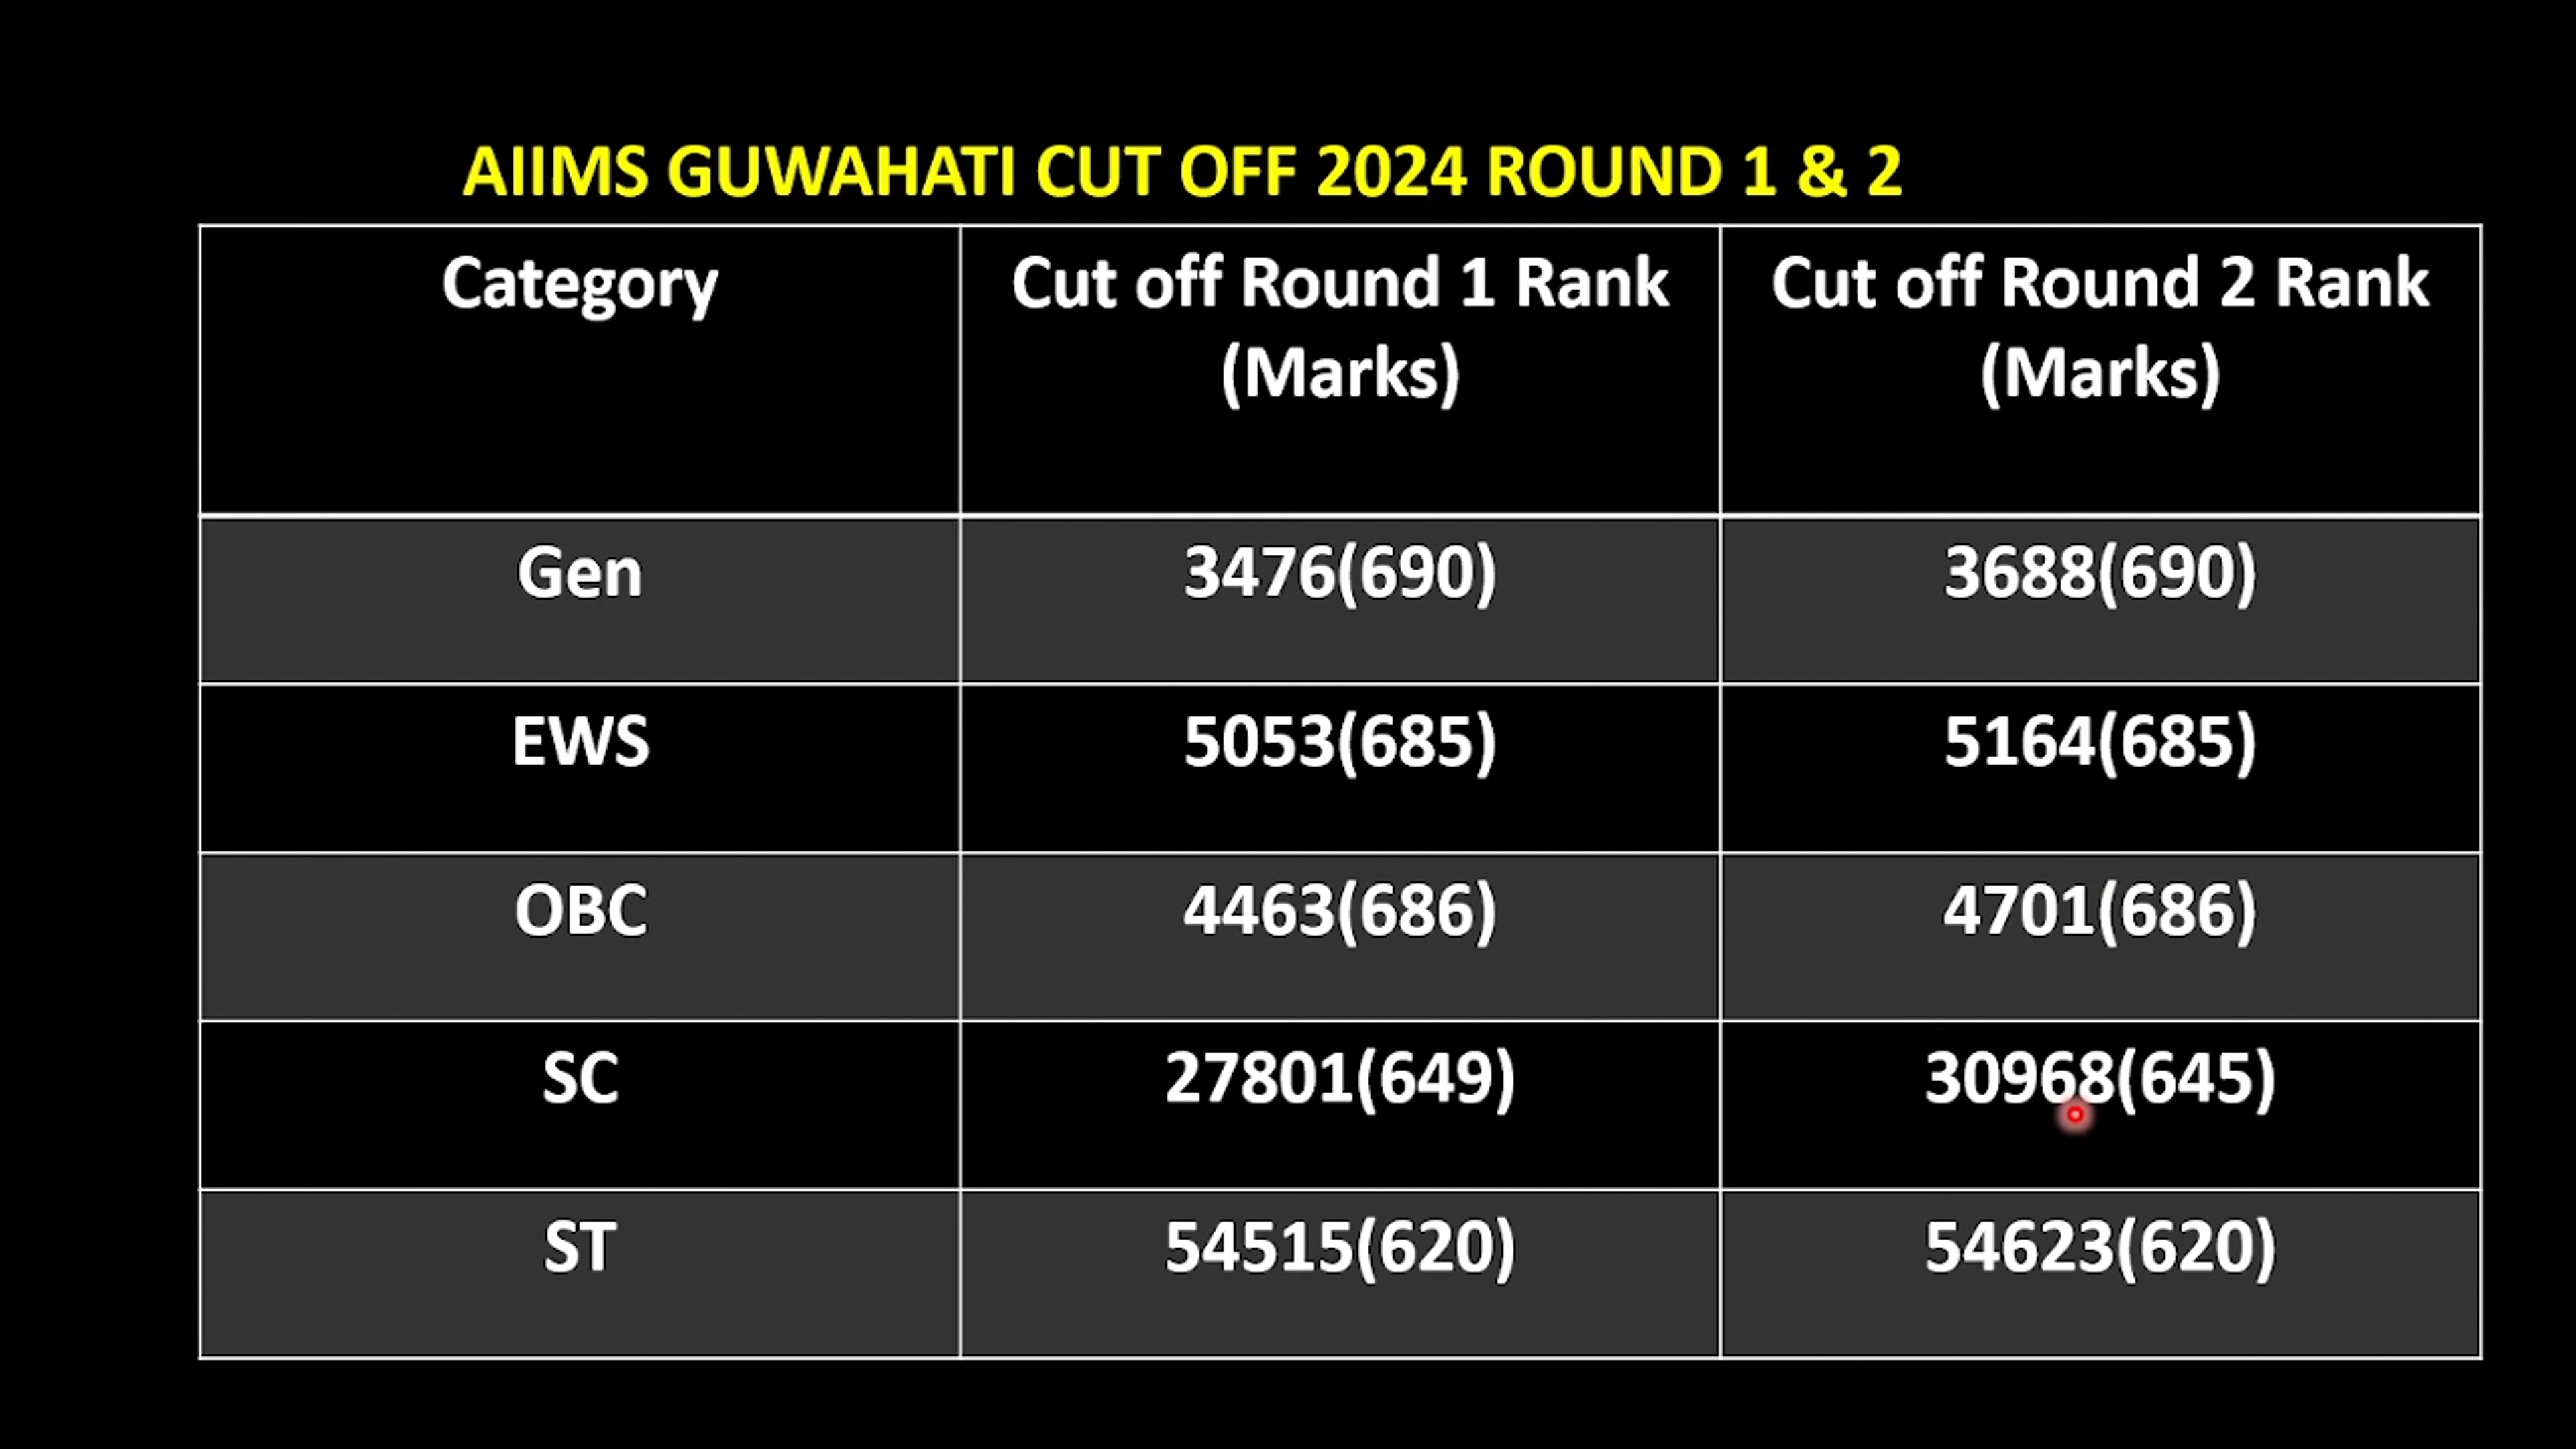 AIIMS GUWAHATI CUT OFF 2024 ROUND 1 & 2
Category
Cut off Round 1 Rank
(Marks)
Cut off Round 2 Rank
(Marks)
Gen
3476(690)
3688(690)
EWS
5053(685)
5164(685)
OBC
4463(686)
4701(686)
SC
27801(649)
30968(645)
ST
54515(620)
54623(620)